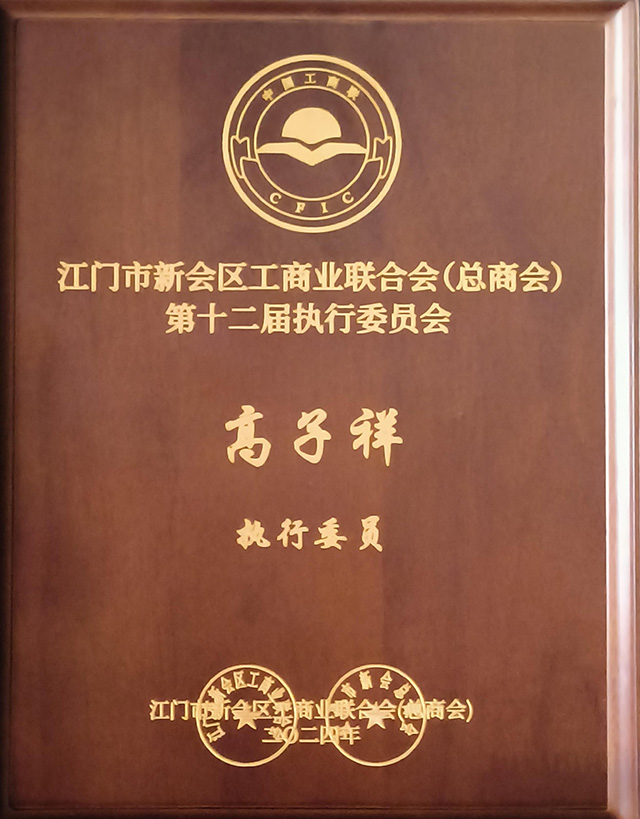 中国工商联
CFIC
江门市新会区工商业联合会(总商会)
第十二届执行委员会
高子祥
执行委员
江门市新会区工商业联合会(总商会)
二〇二四年